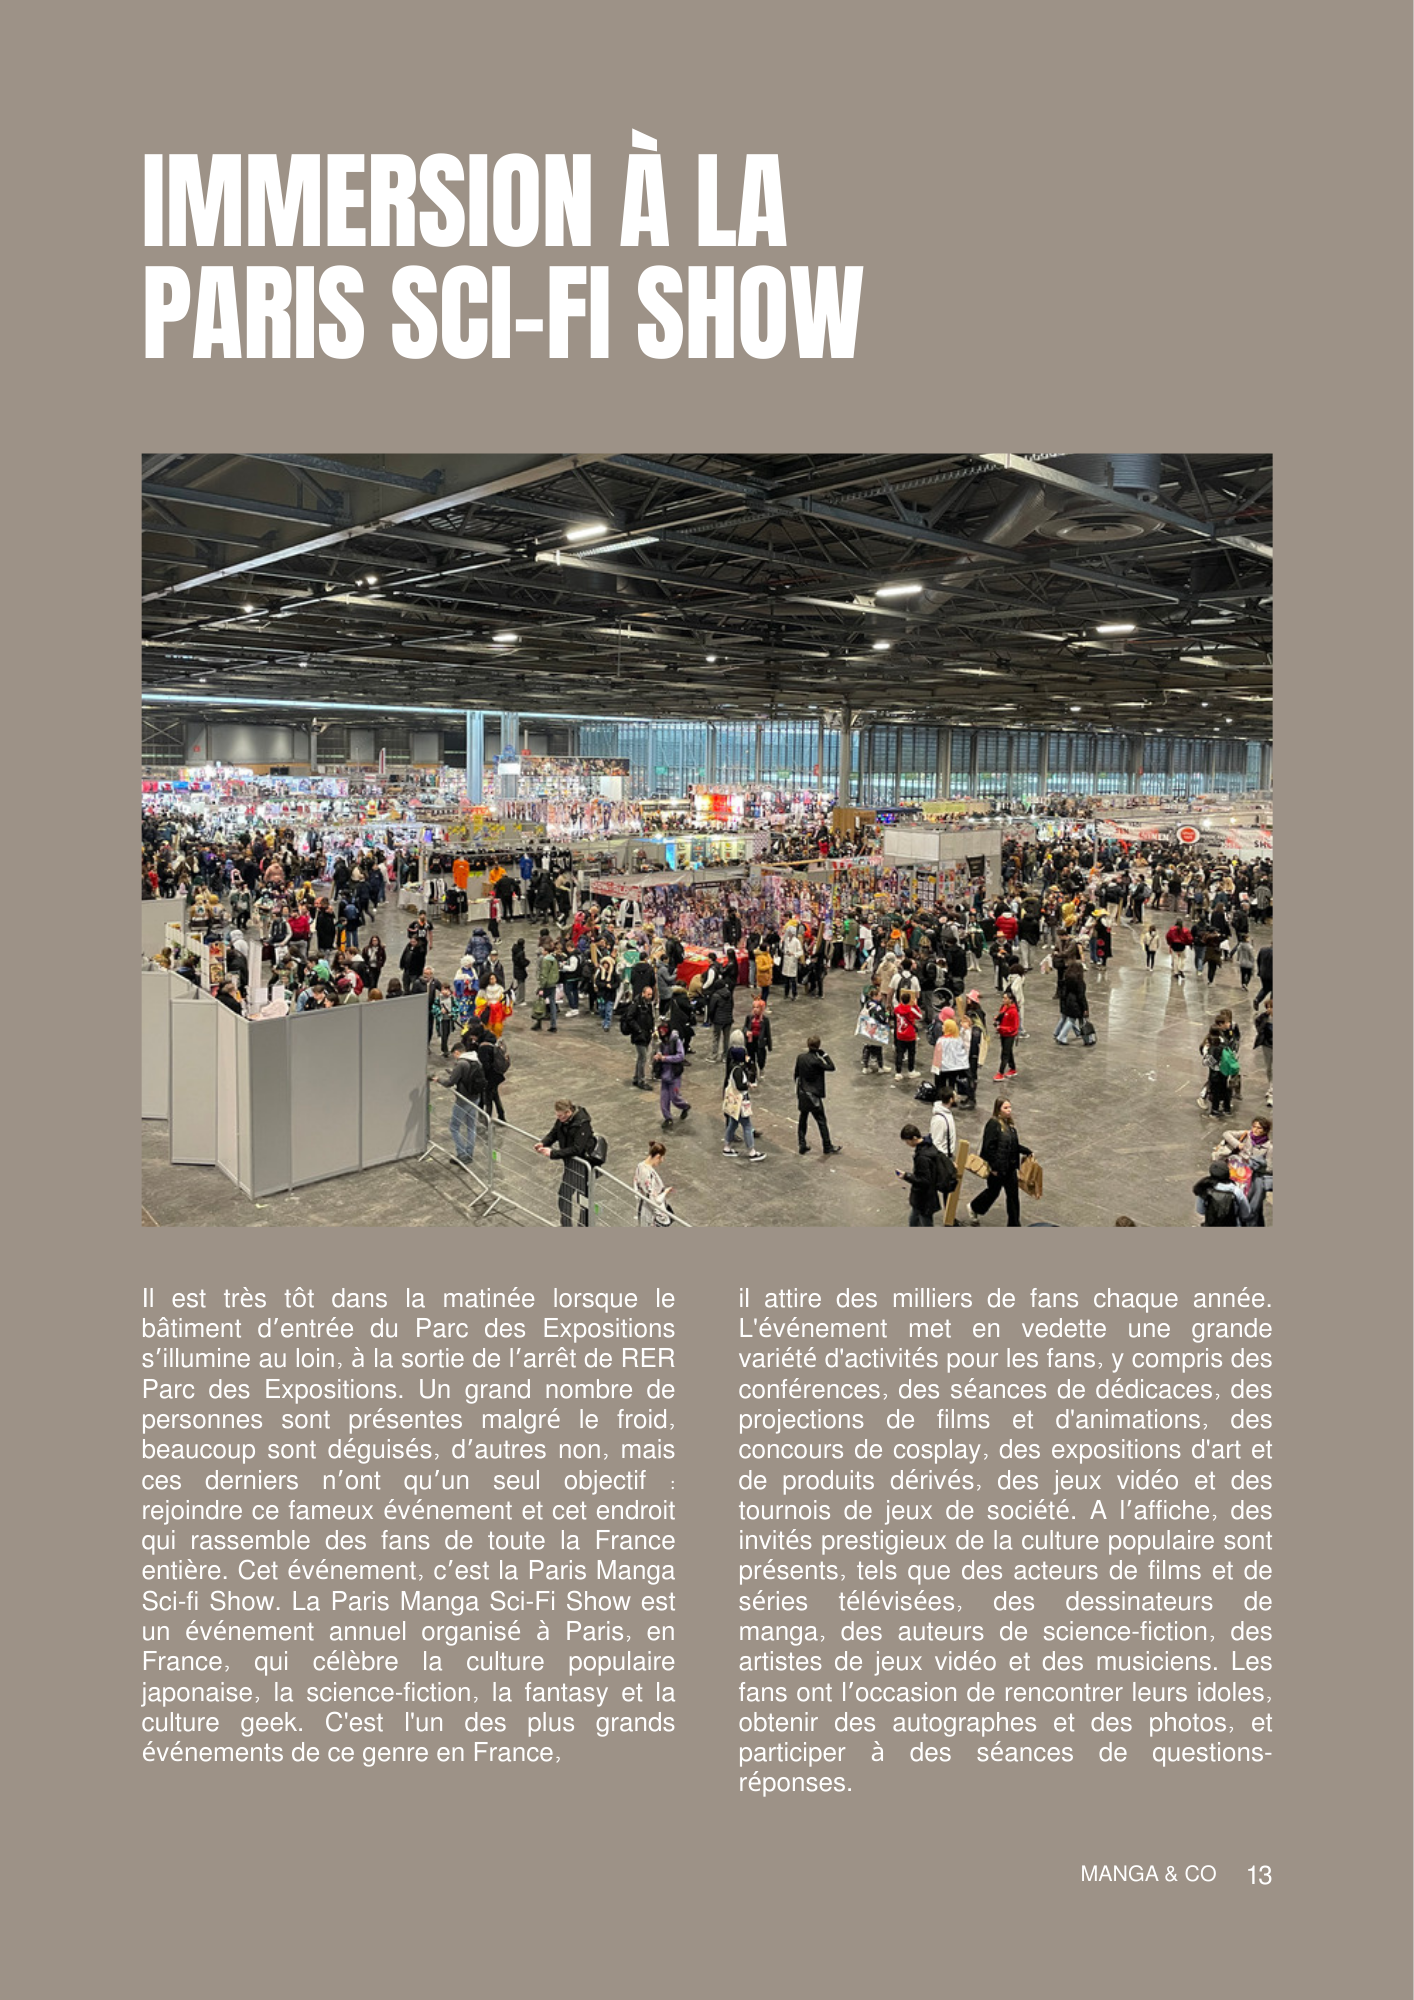 IMMERSION À LA
PARIS SCI-FI SHOW
Il est très tôt dans la matinée lorsque le
bâtiment d’entrée du Parc des Expositions
s’illumine au loin, à la sortie de l’arrêt de RER
Parc des Expositions. Un grand nombre de
personnes sont présentes malgré le froid,
beaucoup sont déguisés, d’autres non, mais
ces derniers n’ont qu’un seul objectif :
rejoindre ce fameux événement et cet endroit
qui rassemble des fans de toute la France
entière. Cet événement, c’est la Paris Manga
Sci-fi Show. La Paris Manga Sci-Fi Show est
un événement annuel organisé à Paris, en
France, qui célèbre la culture populaire
japonaise, la science-fiction, la fantasy et la
culture geek. C'est l'un des plus grands
événements de ce genre en France,
il attire des milliers de fans chaque année.
L'événement met en vedette une grande
variété d'activités pour les fans, y compris des
conférences, des séances de dédicaces, des
projections de films et d'animations, des
concours de cosplay, des expositions d'art et
de produits dérivés, des jeux vidéo et des
tournois de jeux de société. A l’affiche, des
invités prestigieux de la culture populaire sont
présents, tels que des acteurs de films et de
séries télévisées, des dessinateurs de
manga, des auteurs de science-fiction, des
artistes de jeux vidéo et des musiciens. Les
fans ont l’occasion de rencontrer leurs idoles,
obtenir des autographes et des photos, et
participer à des séances de questions-
réponses.
MANGA & CO 13